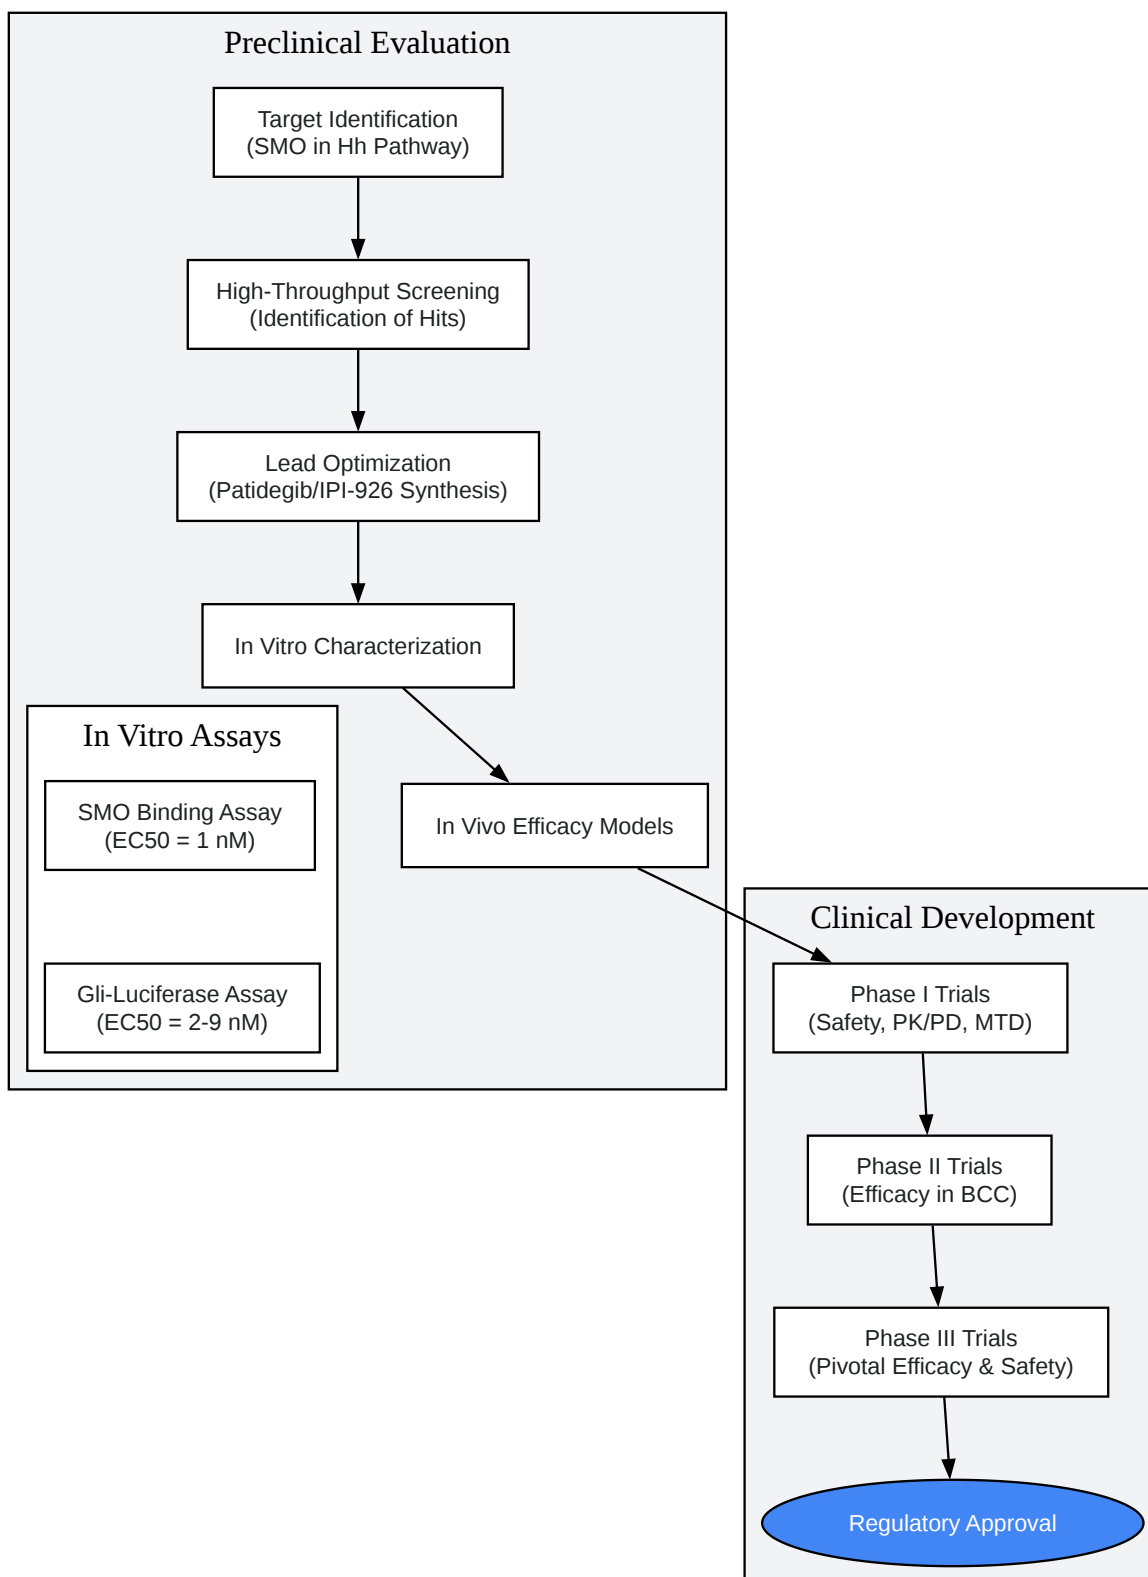 Preclinical Evaluation
Target Identification
(SMO in Hh Pathway)
High-Throughput Screening
(Identification of Hits)
Lead Optimization
(Patidegib/IPI-926 Synthesis)
In Vitro Characterization
In Vitro Assays
SMO Binding Assay
(EC50 = 1 nM)
Gli-Luciferase Assay
(EC50 = 2-9 nM)
In Vivo Efficacy Models
Clinical Development
Phase I Trials
(Safety, PK/PD, MTD)
Phase II Trials
(Efficacy in BCC)
Phase III Trials
(Pivotal Efficacy & Safety)
Regulatory Approval